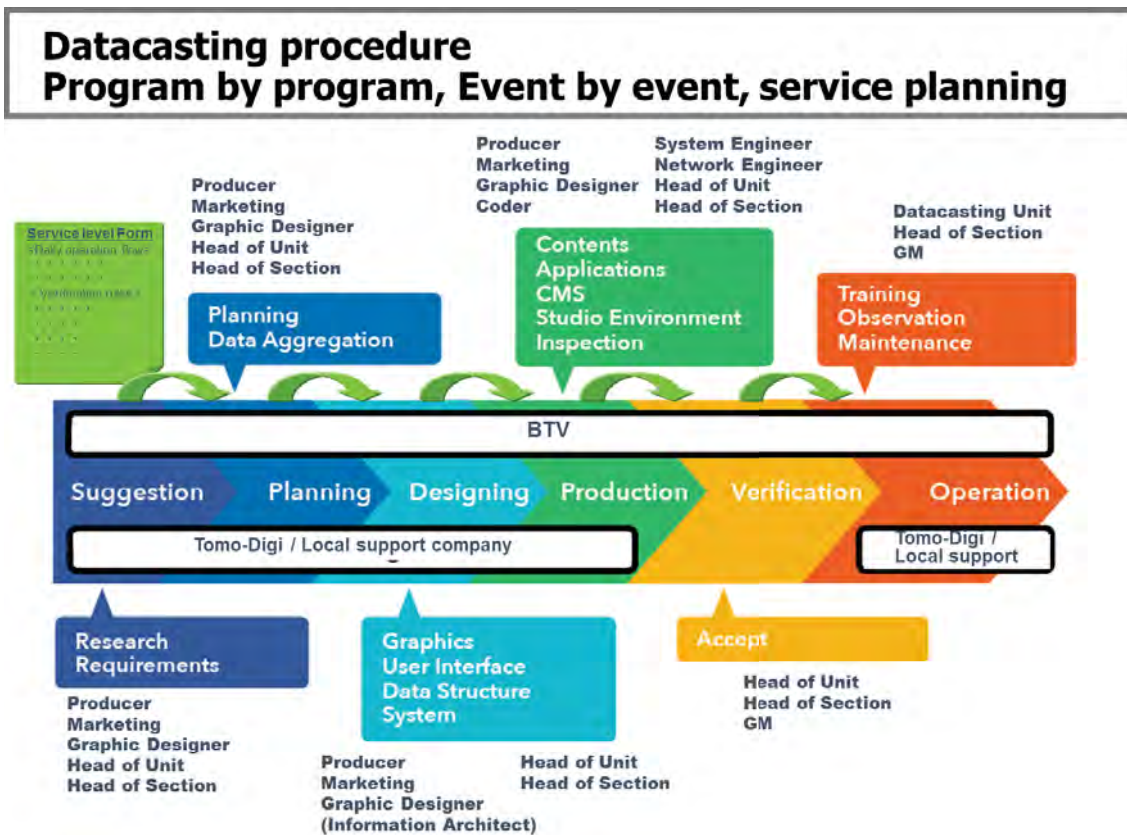 Datacasting procedure
Program by program, Event by event, service planning
Producer
Marketing
Graphic Designer
Coder
System Engineer
Network Engineer
Head of Unit
Head of Section
Producer
Marketing
Graphic Designer
Head of Unit
Head of Section
Datacasting Unit
Head of Section
GM
Service level Form
Planning
Data Aggregation
Contents
Applications
CMS
Studio Environment
Inspection
Training
Observation
Maintenance
BTV
Suggestion
Planning
Designing
Production
Verification
Operation
Tomo-Digi / Local support company
Tomo-Digi /
Local support
Research
Requirements
Graphics
User Interface
Data Structure
System
Accept
Producer
Marketing
Graphic Designer
Head of Unit
Head of Section
Producer
Marketing
Graphic Designer
(Information Architect)
Head of Unit
Head of Section
Head of Unit
Head of Section
GM